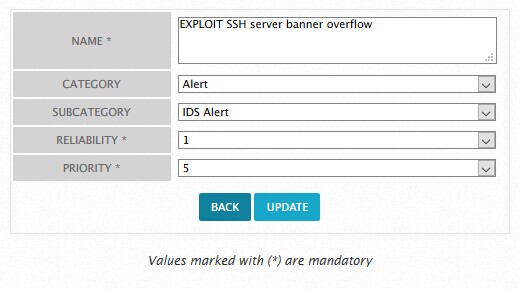 NAME *
EXPLOIT SSH server banner overflow
CATEGORY
Alert
SUBCATEGORY
IDS Alert
RELIABILITY *
1
PRIORITY *
5
BACK UPDATE
Values marked with (*) are mandatory